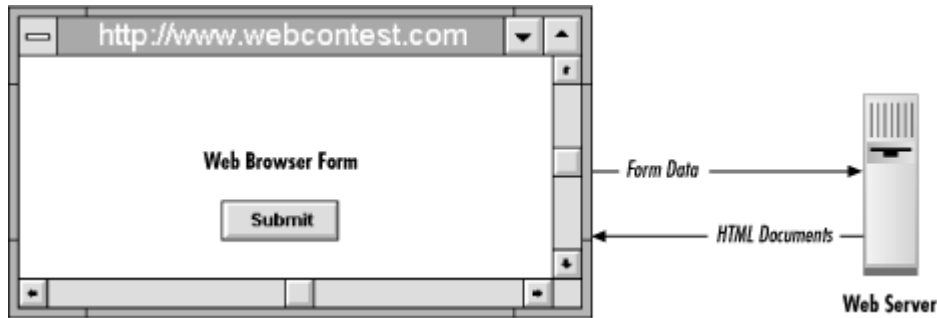 http://www.webcontest.com
Web Browser Form
Form Data
Submit
HTML Documents
Web Server